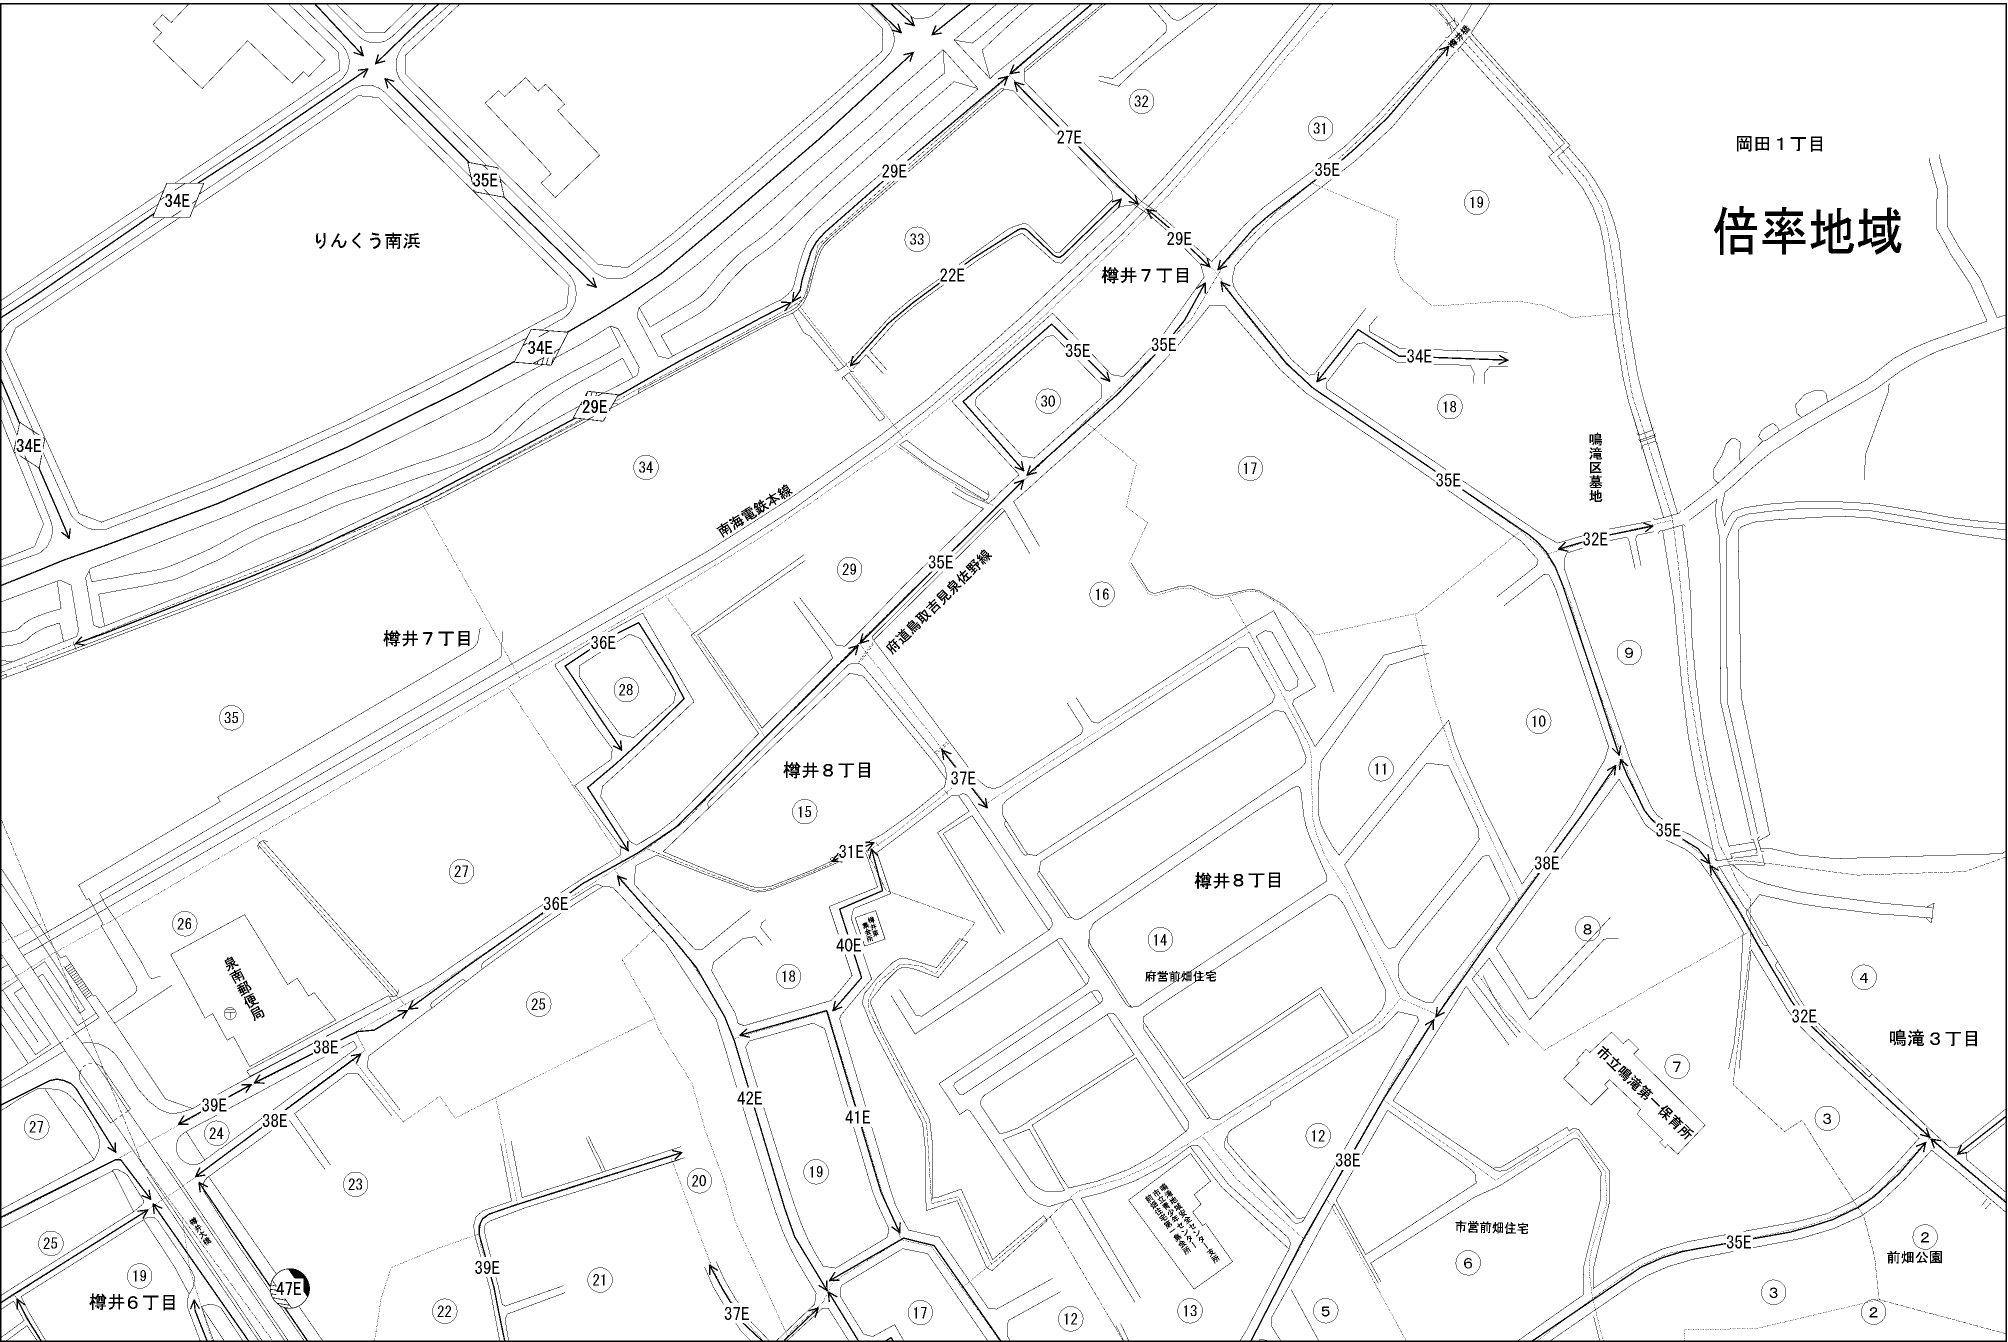 樽井橋
32
27E
31
岡田１丁目
29E
35E
35E
34E
19
倍率地域
りんくう南浜
33
29E
22E
樽井７丁目
34E
35E
35E
34E
29E
30
18
34E
鳴滝区墓地
34
17
35E
南海電鉄本線
32E
29
35E
府道鳥取吉見泉佐野線
16
樽井７丁目
36E
9
28
35
10
樽井８丁目
37E
11
15
35E
31E
38E
27
樽井８丁目
36E
26
8
40E
14
府営前畑住宅
18
4
泉南郵便局
25
32E
鳴滝３丁目
38E
市立鳴滝第一保育所
7
42E
39E
41E
3
38E
24
27
12
38E
19
23
20
樽井大橋
市営前畑住宅
2
35E
25
前畑公園
39E
6
19
21
47E
3
樽井６丁目
22
37E
17
12
13
5
2